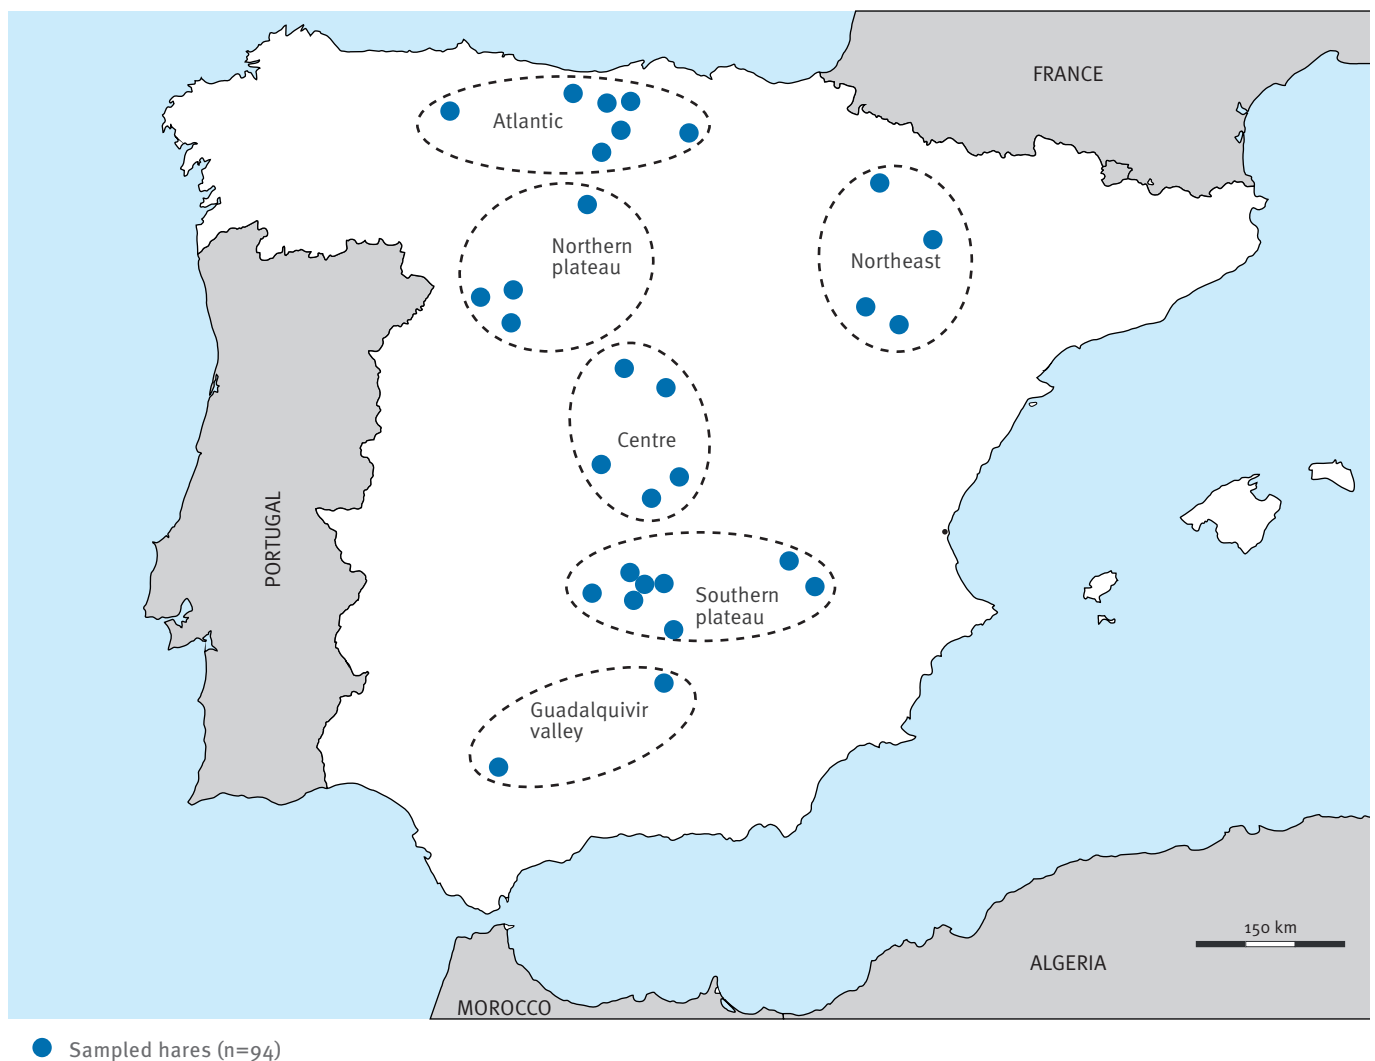 FRANCE
Atlantic
Northern
plateau
Northeast
Centre
PORTUGAL
Southern
plateau
Guadalquivir
valley
150 km
ALGERIA
MOROCCO
Sampled hares (n=94)